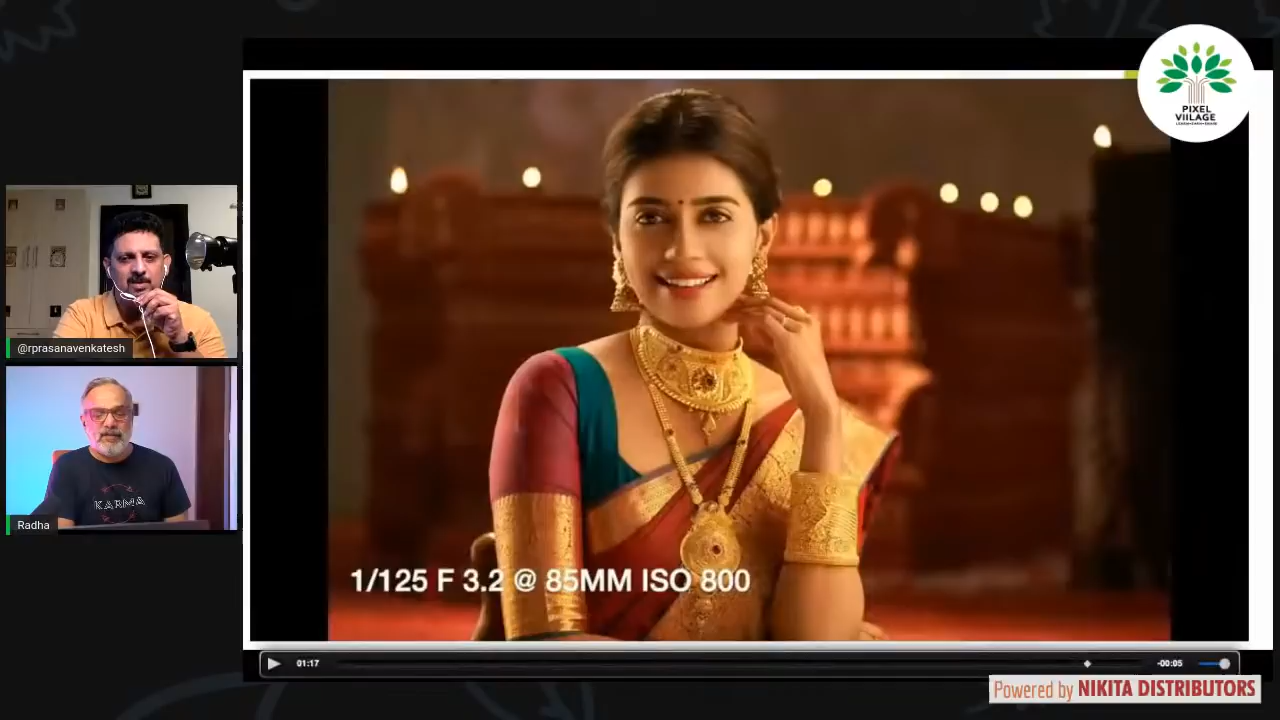 PIXEL
VIILAGE
@rprasanavenkatesh
KARMA
Radha
1/125 F 3.2 @ 85MM ISO 800
01:17
-00:05
Powered by NIKITA DISTRIBUTORS